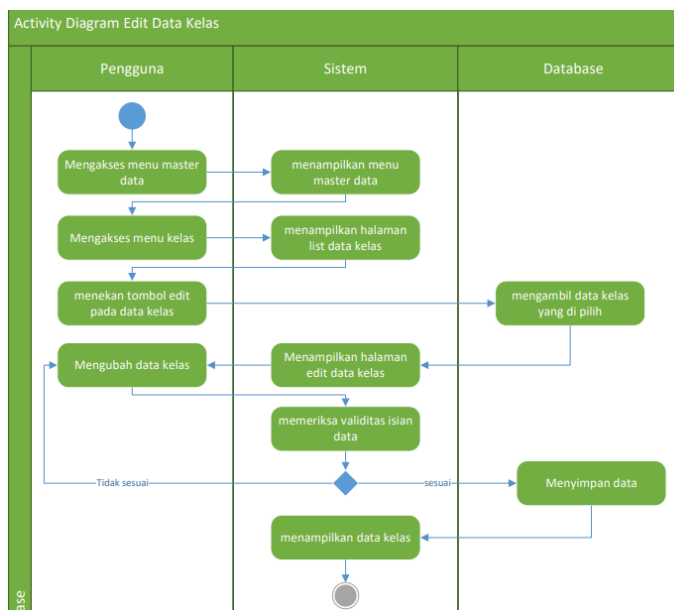 Activity Diagram Edit Data Kelas
Pengguna
Sistem
Database
Mengakses menu master
data
menampilkan menu
master data
Mengakses menu kelas
menampilkan halaman
list data kelas
menekan tombol edit
pada data kelas
mengambil data kelas
yang di pilih
Mengubah data kelas
Menampilkan halaman
edit data kelas
memeriksa validitas isian
data
Tidak sesuai
sesuai
Menyimpan data
menampilkan data kelas
ase